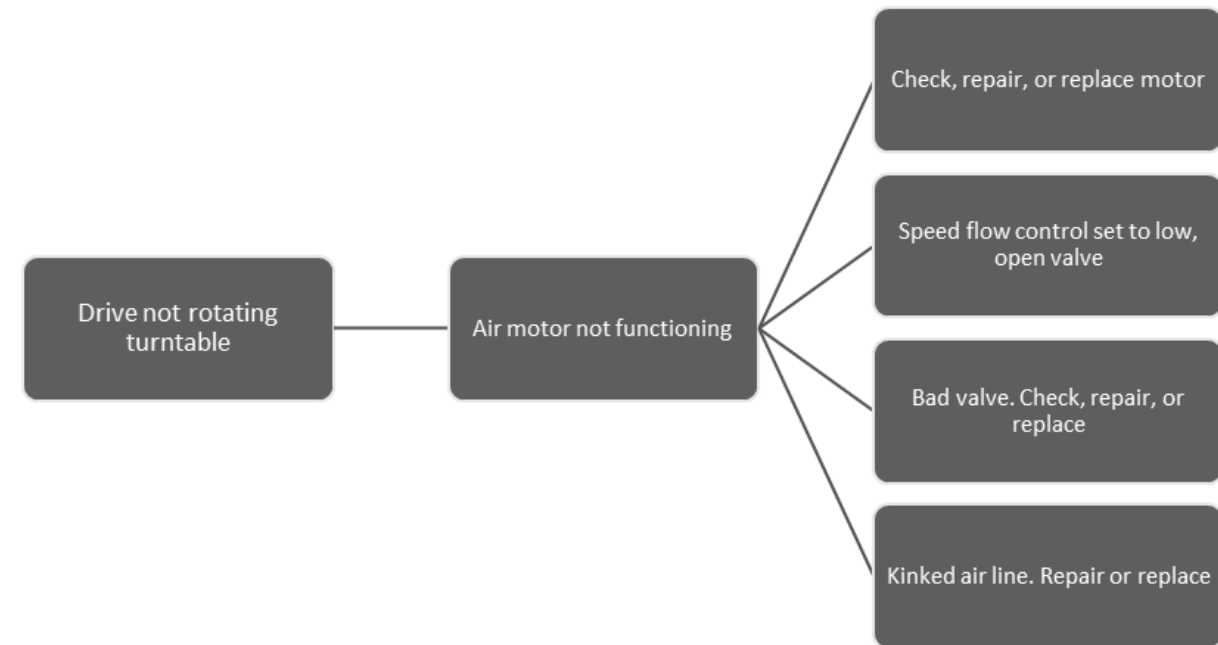 Drive not rotating
turntable
Air motor not functioning
Check, repair, or replace motor
Speed flow control set to low,
open valve
Bad valve. Check, repair, or
replace
Kinked air line. Repair or replace